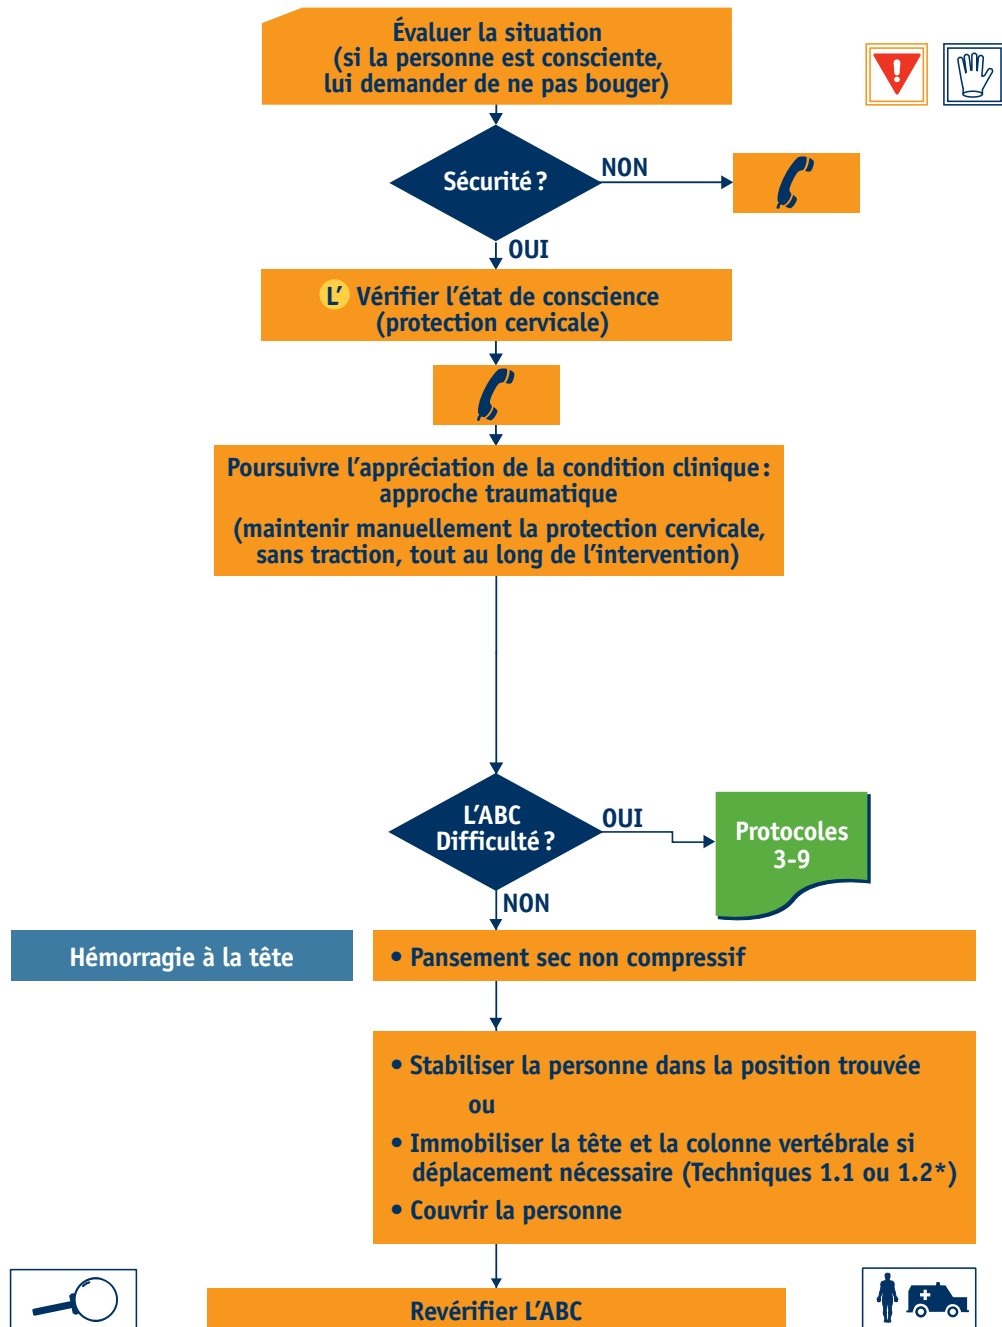 Évaluer la situation
(si la personne est consciente,
lui demander de ne pas bouger)
Sécurité ?
NON
OUI
L' Vérifier l'état de conscience
(protection cervicale)
Poursuivre l'appréciation de la condition clinique :
approche traumatique
(maintenir manuellement la protection cervicale,
sans traction, tout au long de l'intervention)
L'ABC
Difficulté ?
OUI
Protocoles
3-9
NON
Hémorragie à la tête
• Pansement sec non compressif
• Stabiliser la personne dans la position trouvée
ou
• Immobiliser la tête et la colonne vertébrale si
déplacement nécessaire (Techniques 1.1 ou 1.2*)
• Couvrir la personne
Revérifier L'ABC